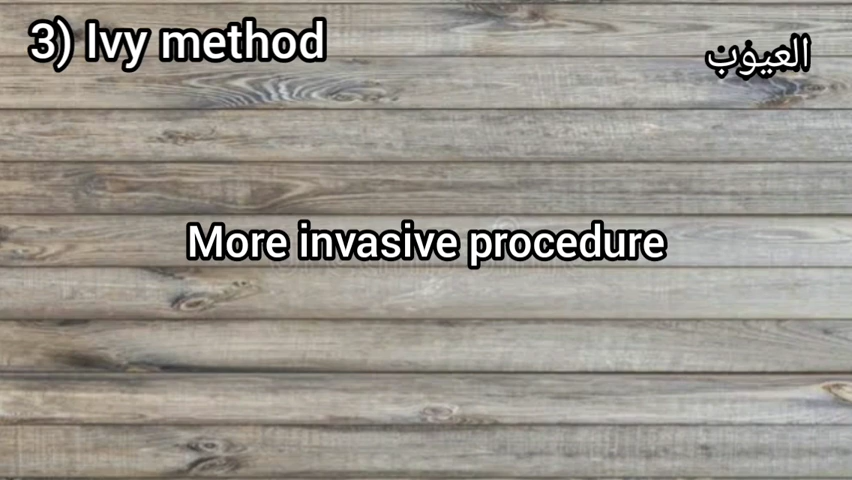 3) Ivy method
العيوب
More invasive procedure